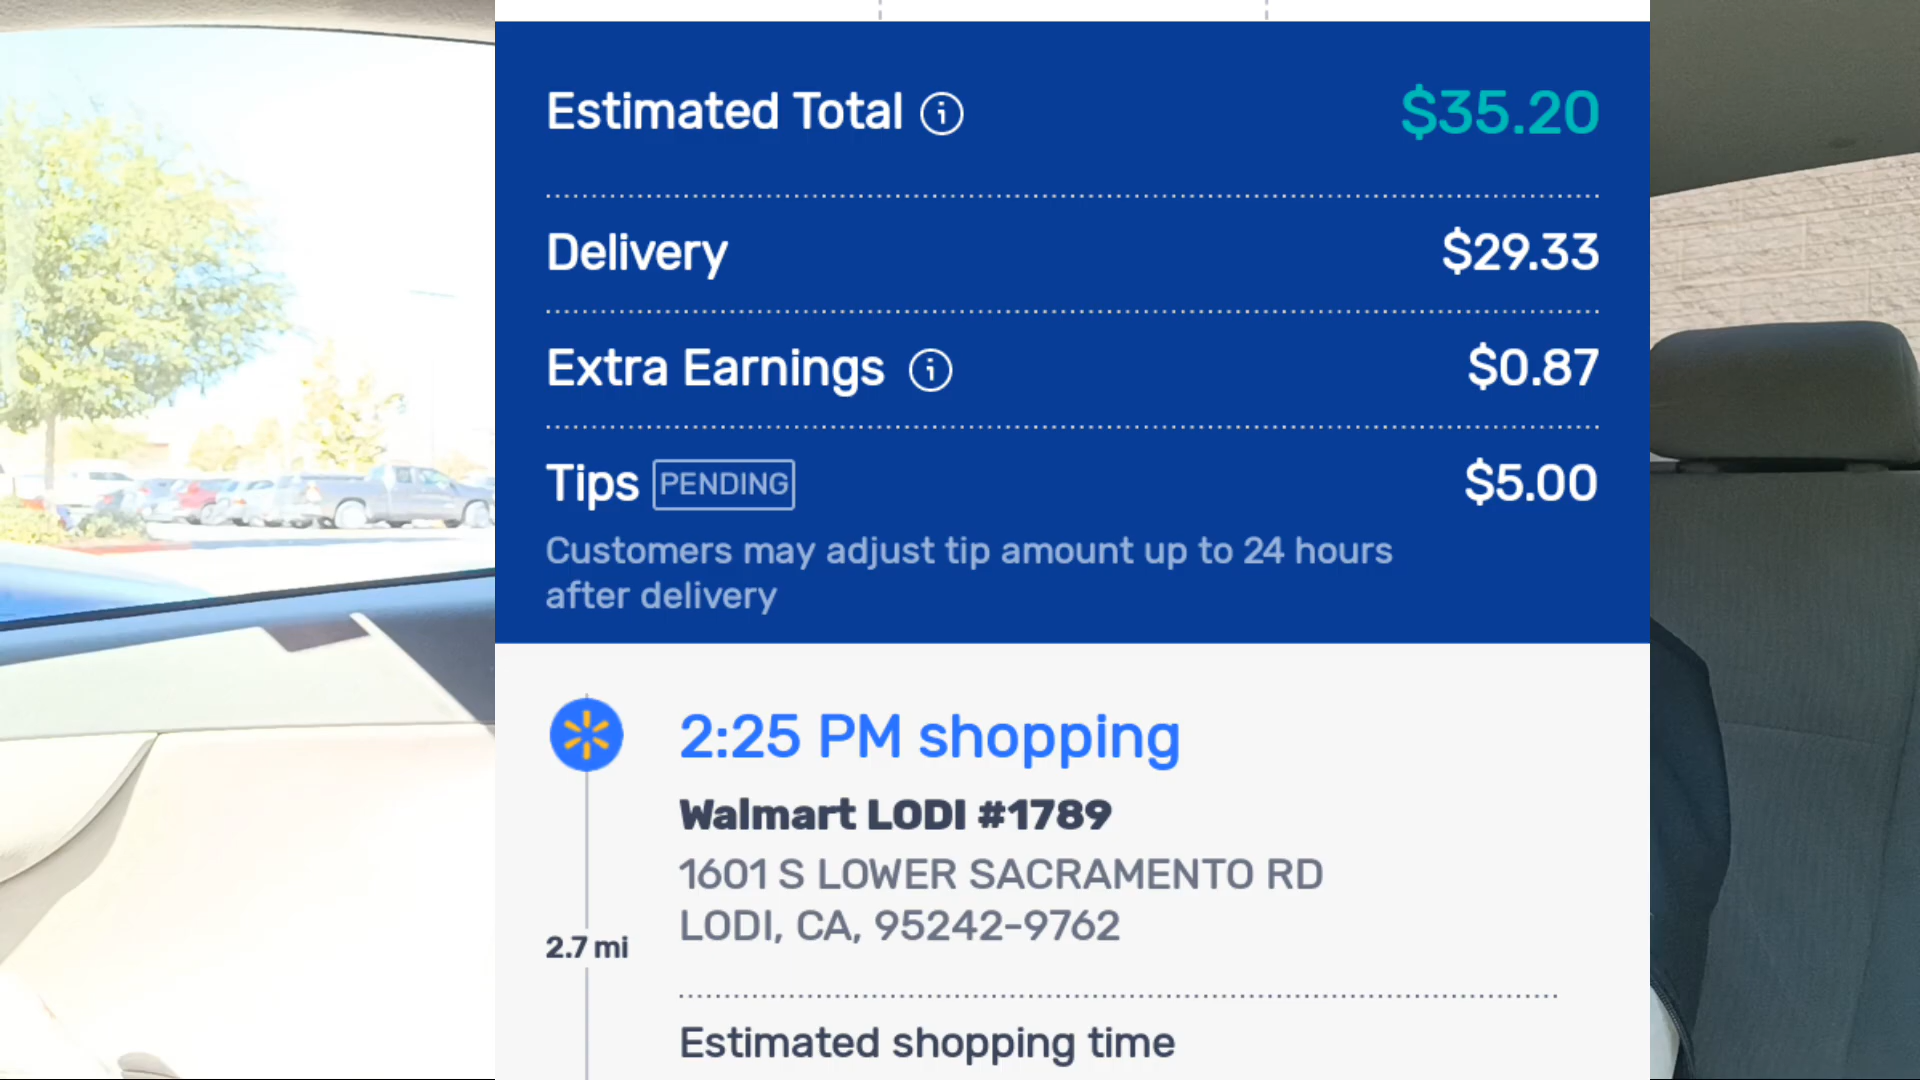 Estimated Total $35.20
Delivery $29.33
Extra Earnings $0.87
Tips PENDING $5.00
Customers may adjust tip amount up to 24 hours
after delivery
2:25 PM shopping
Walmart LODI #1789
1601 S LOWER SACRAMENTO RD
LODI, CA, 95242-9762
2.7 mi
Estimated shopping time